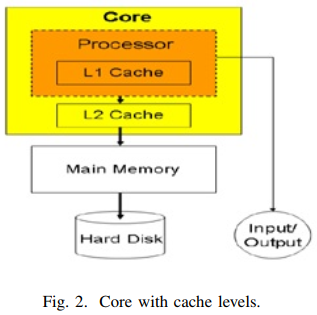 Core
Processor
L1 Cache
L2 Cache
Main Memory
Hard Disk
Input/
Output
Fig. 2. Core with cache levels.